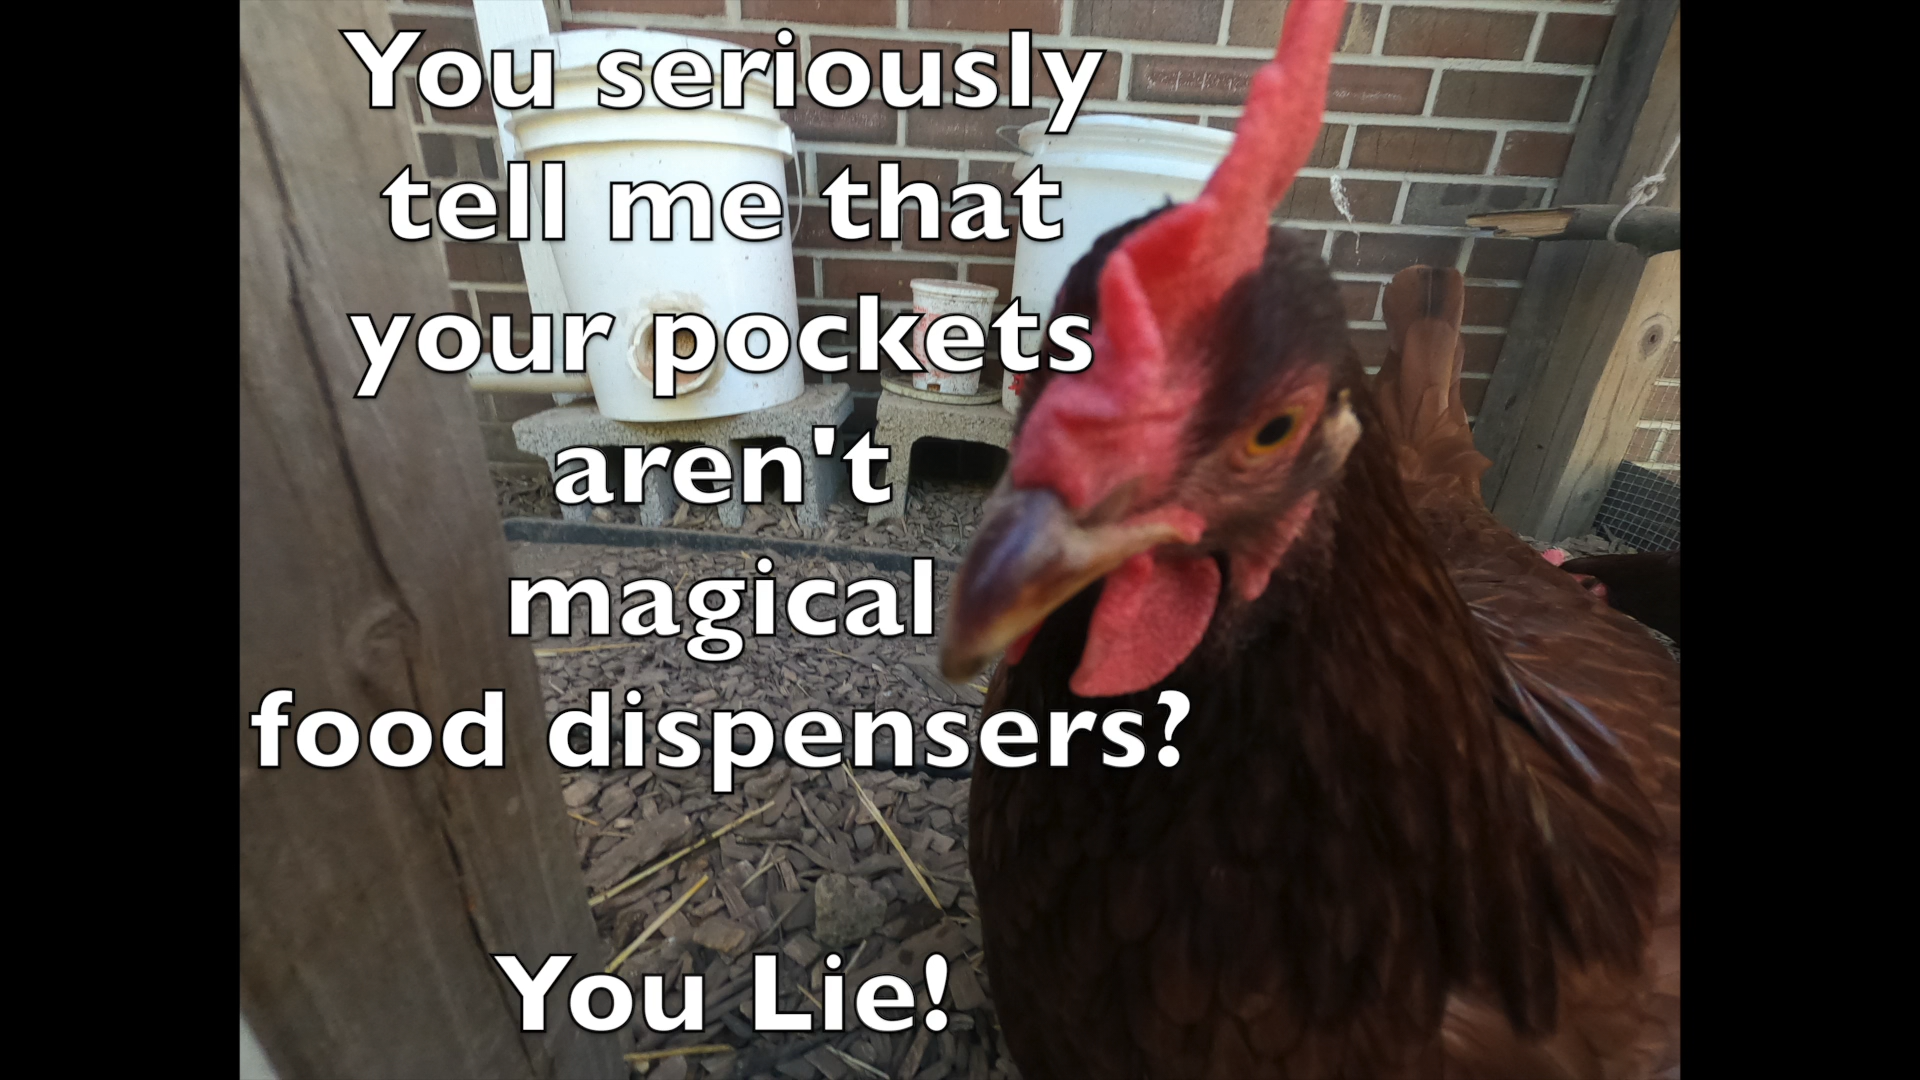 You seriously
tell me that
your pockets
aren't
magical
food dispensers?
You Lie!